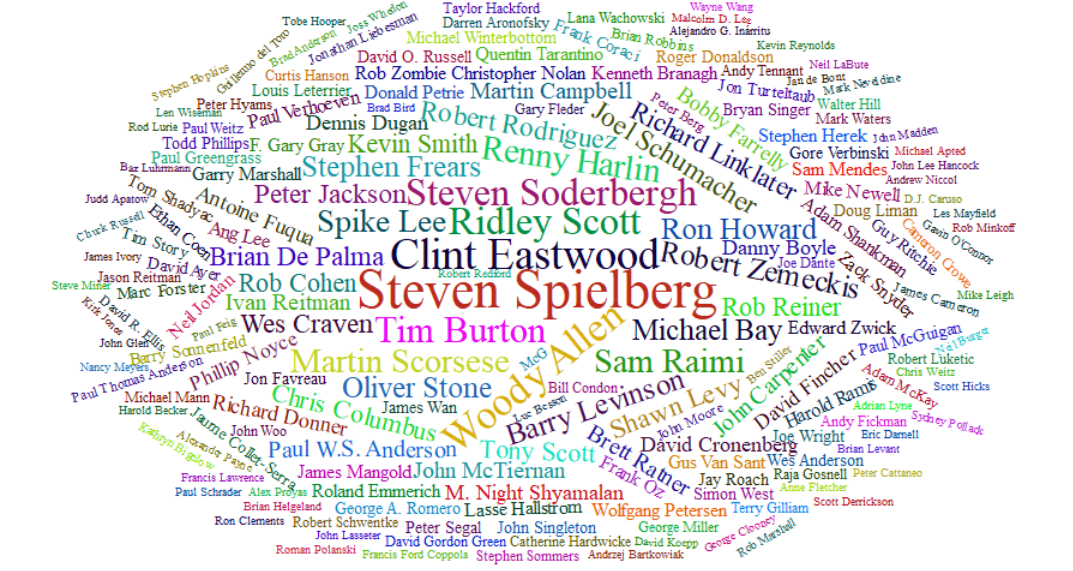 Wayne Wang
Taylor Hackford
Lana Wachowski
Malcolm D. Lee
Tobe Hooper
Joss Whedon
Darren Aronofsky
Alejandro G. Inarritu
Jonathan Liebesman
Michael Winterbottom
Frank Coraci
Brian Robbins
Kevin Reynolds
Guillermo del Toro
Brad Anderson
David O. Russell
Quentin Tarantino
Roger Donaldson
Neil LaBute
Stephen Hopkins
Curtis Hanson
Rob Zombie
Christopher Nolan
Kenneth Branagh
Andy Tennant
Jan de Bont
Mark Neveldine
Louis Leterrier
Donald Petrie
Martin Campbell
Jon Turteltaub
Peter Hyams
Paul Verhoeven
Brad Bird
Gary Fleder
Peter Berg
Bobby Farrelly
Bryan Singer
Walter Hill
Mark Waters
Len Wiseman
Rod Lurie
Paul Weitz
Dennis Dugan
Robert Rodriguez
Joel Schumacher
Richard Linklater
Stephen Herek
John Madden
Todd Phillips
F. Gary Gray
Kevin Smith
Renny Harlin
Gore Verbinski
Michael Apted
Paul Greengrass
Baz Luhrmann
Garry Marshall
Stephen Frears
Sam Mendes
John Lee Hancock
Andrew Niccol
Tom Shadyac
Antoine Fuqua
Peter Jackson
Steven Soderbergh
Mike Newell
D.J. Caruso
Judd Apatow
Ethan Coen
Ang Lee
Spike Lee
Ridley Scott
Ron Howard
Adam Shankman
Doug Liman
Les Mayfield
Chuck Russell
Tim Story
Guy Ritchie
Cameron Crowe
Gavin O'Connor
Rob Minkoff
James Ivory
David Ayer
Brian De Palma
Clint Eastwood
Robert Zemeckis
Danny Boyle
Joe Dante
Zack Snyder
Steve Miner
Jason Reitman
Marc Forster
Neil Jordan
Rob Cohen
Robert Redford
Steven Spielberg
James Cameron
Mike Leigh
Kirk Jones
David R. Ellis
Ivan Reitman
Rob Reiner
John Glen
Barry Sonnenfeld
Paul Feig
Wes Craven
Tim Burton
Woody Allen
Michael Bay
Edward Zwick
Paul McGuigan
Neil Burger
Nancy Meyers
Paul Thomas Anderson
Phillip Noyce
Martin Scorsese
McG
Sam Raimi
Ben Stiller
John Carpenter
David Fincher
Robert Luketic
Chris Weitz
Jon Favreau
Oliver Stone
Bill Condon
Barry Levinson
Shawn Levy
Harold Ramis
Adam McKay
Scott Hicks
Michael Mann
Harold Becker
Richard Donner
Chris Columbus
James Wan
Luc Besson
John Moore
Adrian Lyne
Sydney Pollack
Kathryn Bigelow
Alexander Payne
Jaume Collet-Serra
John Woo
Brett Ratner
David Cronenberg
Joe Wright
Andy Fickman
Eric Darnell
Brian Levant
Paul W.S. Anderson
Tony Scott
Frank Oz
Gus Van Sant
Wes Anderson
Francis Lawrence
James Mangold
John McTiernan
Jay Roach
Raja Gosnell
Peter Cattaneo
Paul Schrader
Alex Proyas
Roland Emmerich
M. Night Shyamalan
Simon West
Anne Fletcher
Brian Helgeland
George A. Romero
Lasse Hallstrom
Wolfgang Petersen
Terry Gilliam
Scott Derrickson
Ron Clements
Robert Schwentke
Peter Segal
John Singleton
George Miller
George Clooney
Rob Marshall
John Lasseter
David Gordon Green
Catherine Hardwicke
David Koepp
Roman Polanski
Francis Ford Coppola
Stephen Sommers
Andrzej Bartkowiak